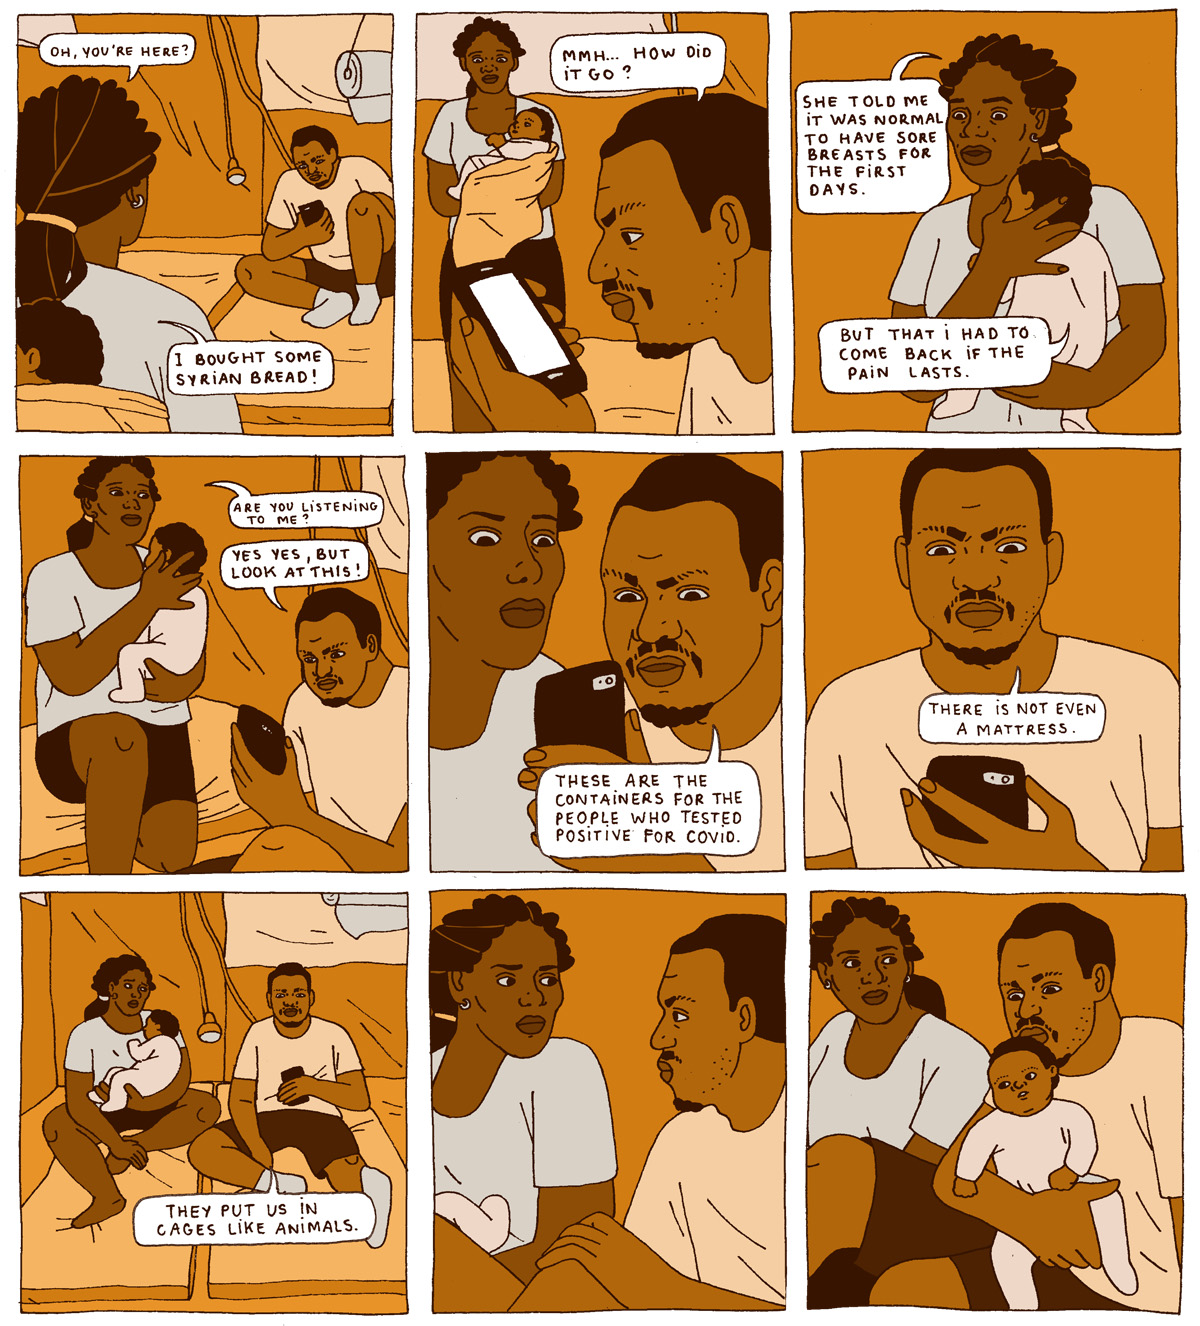 OH, YOU'RE HERE?
I BOUGHT SOME
SYRIAN BREAD!
MMH... HOW DID
IT GO?
SHE TOLD ME
IT WAS NORMAL
TO HAVE SORE
BREASTS FOR
THE FIRST
DAYS.
BUT THAT I HAD TO
COME BACK IF THE
PAIN LASTS.
ARE YOU LISTENING
TO ME?
YES YES, BUT
LOOK AT THIS!
THESE ARE THE
CONTAINERS FOR THE
PEOPLE WHO TESTED
POSITIVE FOR COVID.
THERE IS NOT EVEN
A MATTRESS.
THEY PUT US IN
CAGES LIKE ANIMALS.